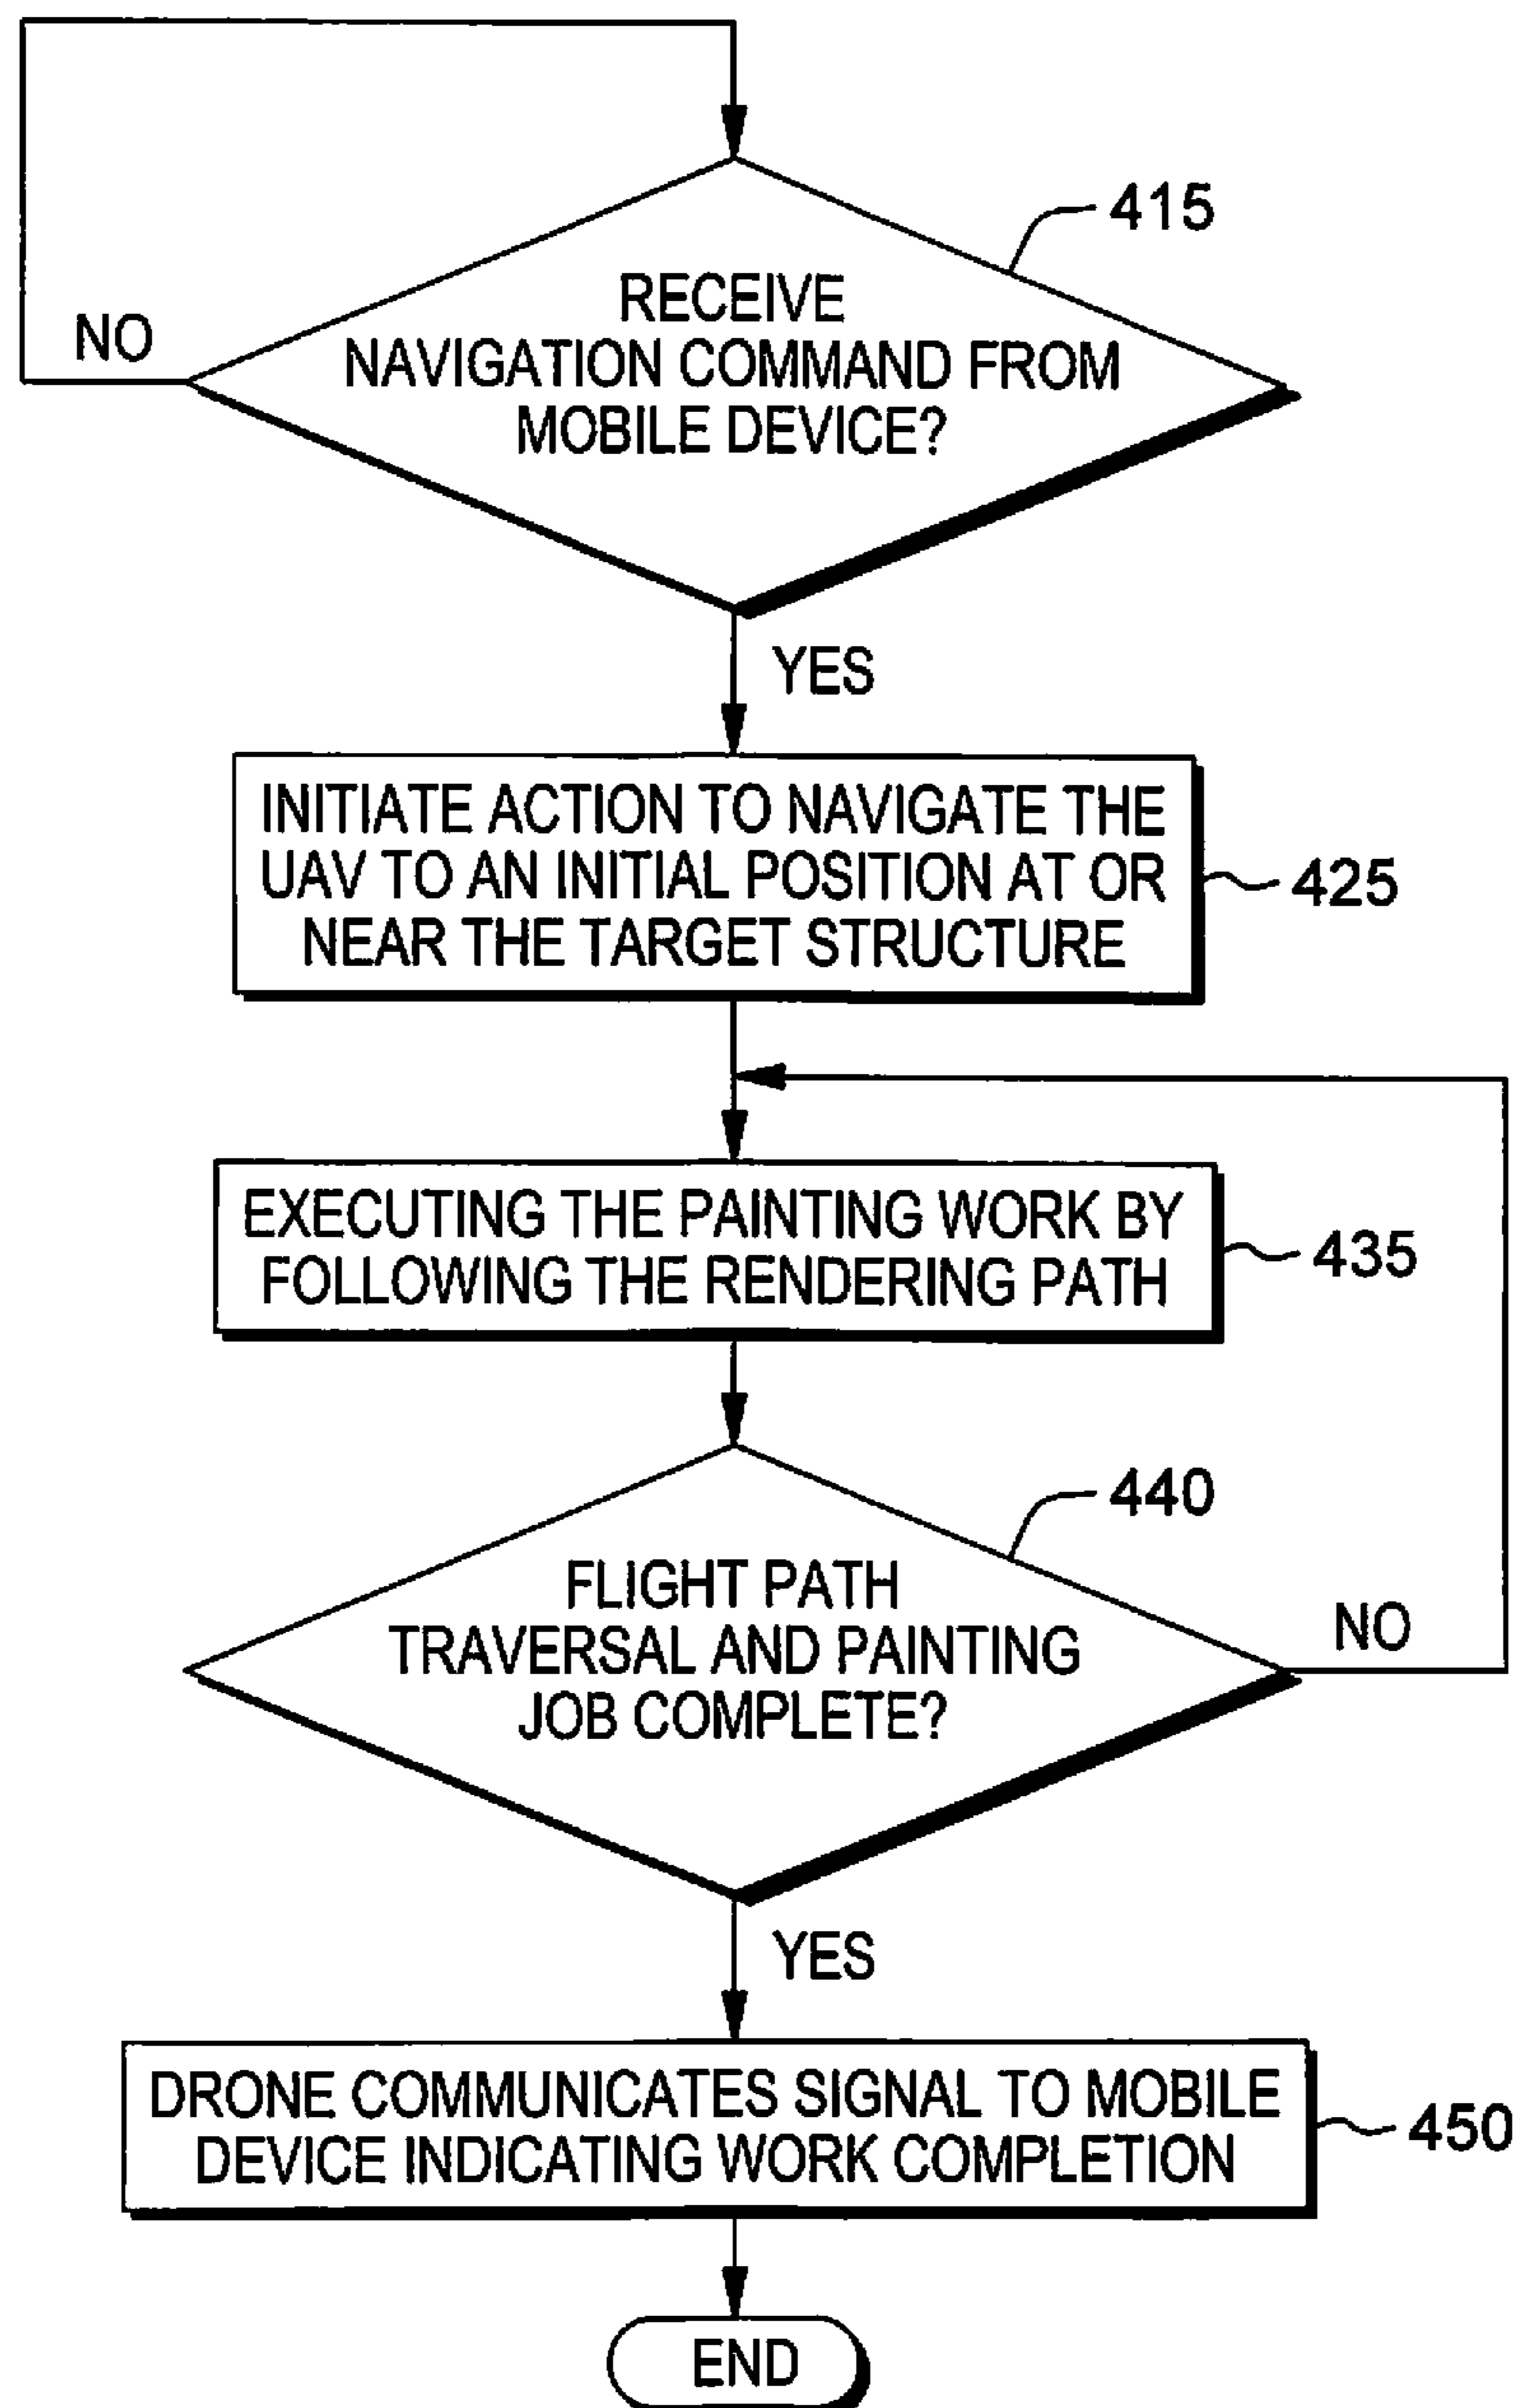 415
RECEIVE
NAVIGATION COMMAND FROM
MOBILE DEVICE?
NO
YES
INITIATE ACTION TO NAVIGATE THE
UAV TO AN INITIAL POSITION AT OR
NEAR THE TARGET STRUCTURE
425
EXECUTING THE PAINTING WORK BY
FOLLOWING THE RENDERING PATH
435
440
FLIGHT PATH
TRAVERSAL AND PAINTING
JOB COMPLETE?
NO
YES
DRONE COMMUNICATES SIGNAL TO MOBILE
DEVICE INDICATING WORK COMPLETION
450
END